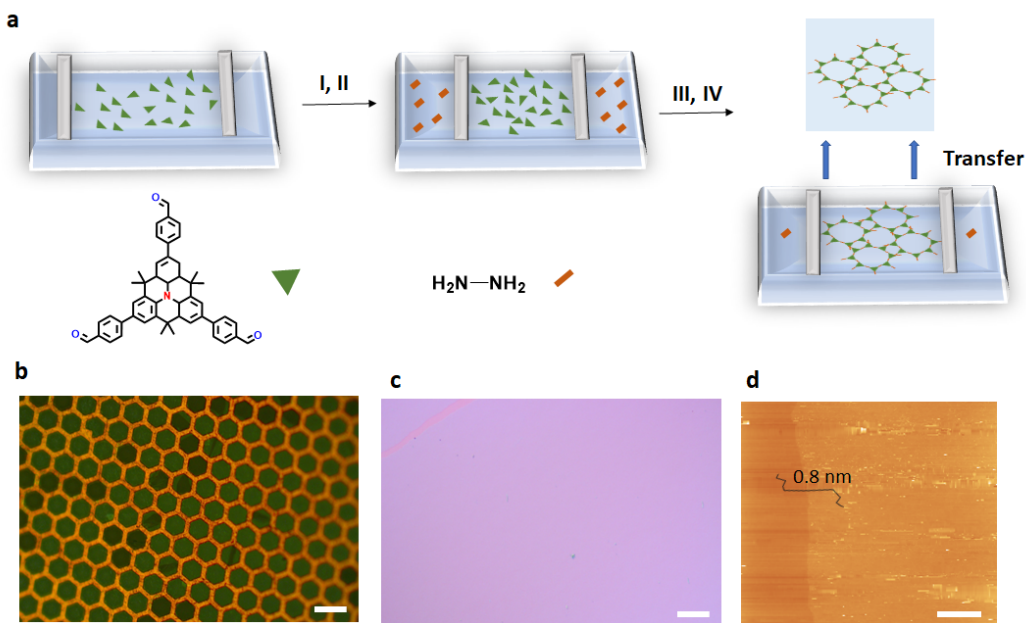 a
I, II
III, IV
Transfer
O
N
O
O
H₂N—NH₂
b
c
d
0.8 nm